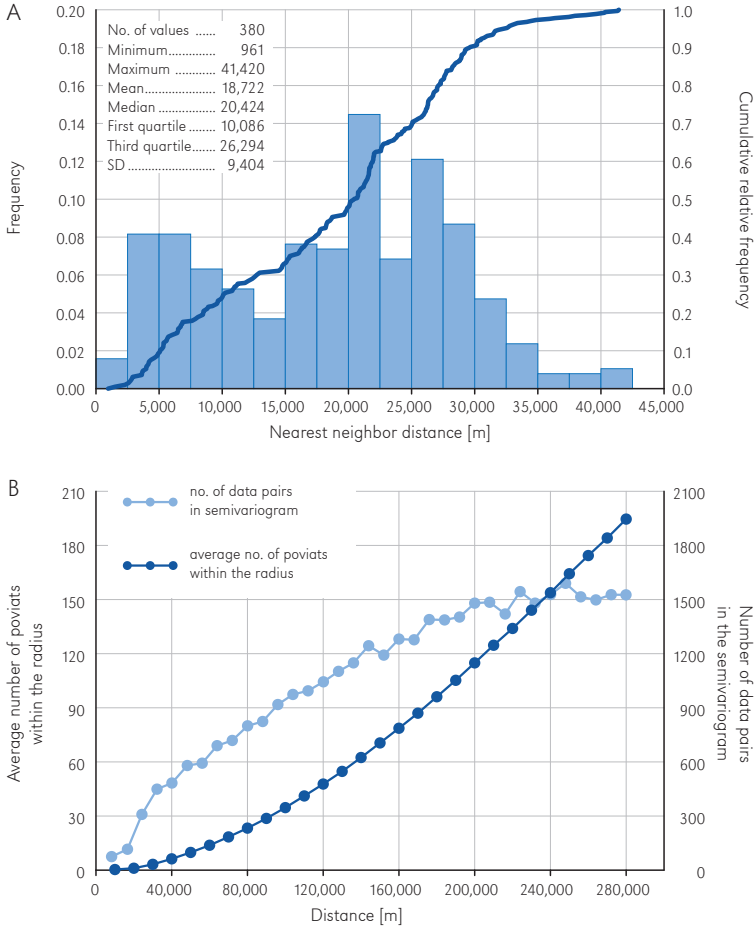 A
No. of values ...... 380
Minimum.............. 961
Maximum ............ 41,420
Mean..................... 18,722
Median ................. 20,424
First quartile ........ 10,086
Third quartile....... 26,294
SD .......................... 9,404
0.20
0.18
0.16
0.14
0.12
0.10
0.08
0.06
0.04
0.02
0.00
Frequency
1.0
0.9
0.8
0.7
0.6
0.5
0.4
0.3
0.2
0.1
0.0
Cumulative relative frequency
0 5,000 10,000 15,000 20,000 25,000 30,000 35,000 40,000 45,000
Nearest neighbor distance [m]
B
no. of data pairs
in semivariogram
average no. of poviats
within the radius
210
180
150
120
90
60
30
0
Average number of poviats
within the radius
2100
1800
1500
1200
900
600
300
0
Number of data pairs
in the semivariogram
0 40,000 80,000 120,000 160,000 200,000 240,000 280,000
Distance [m]